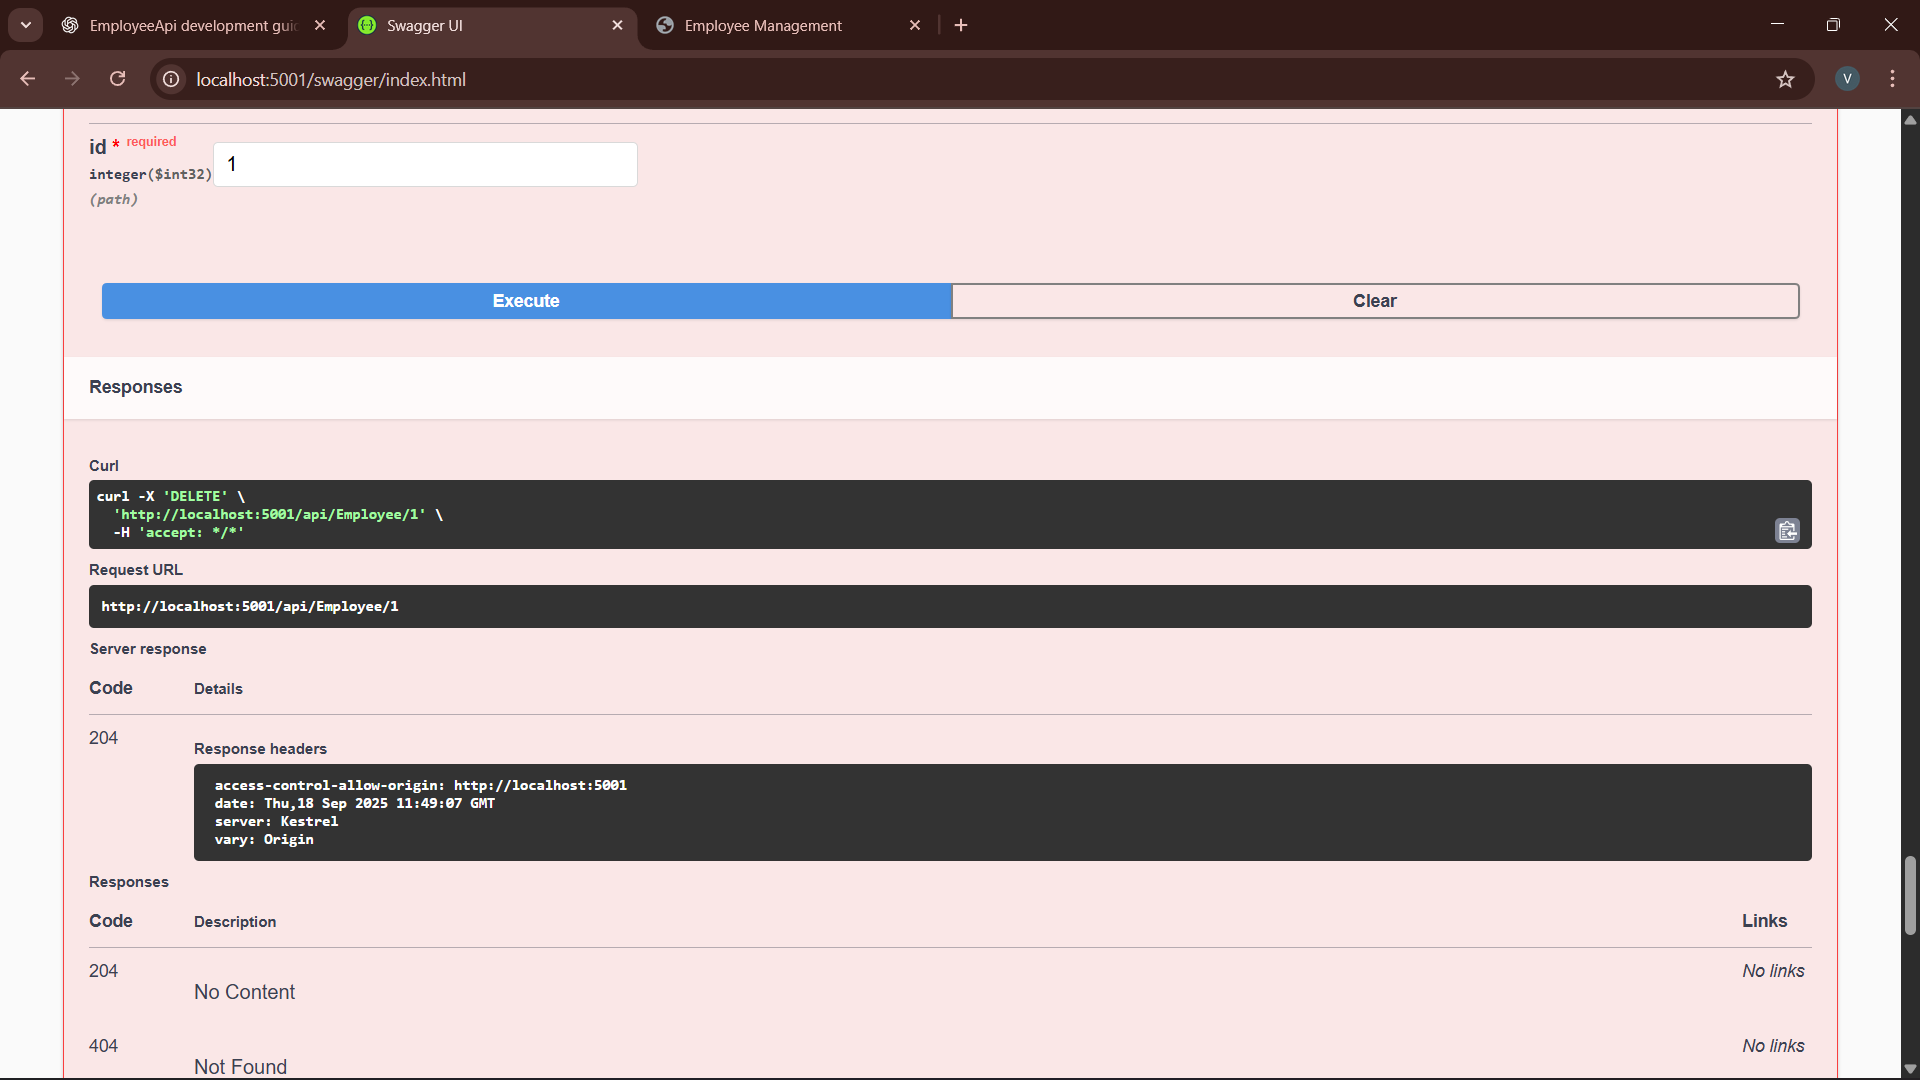 EmployeeApi development guid
Swagger UI
Employee Management
localhost:5001/swagger/index.html
V
id * required
1
integer($int32)
(path)
Execute
Clear
Responses
Curl
curl -X 'DELETE' \
'http://localhost:5001/api/Employee/1' \
-H 'accept: */*'
Request URL
http://localhost:5001/api/Employee/1
Server response
Code Details
204
Response headers
access-control-allow-origin: http://localhost:5001
date: Thu,18 Sep 2025 11:49:07 GMT
server: Kestrel
vary: Origin
Responses
Code Description Links
204 No links
No Content
404 No links
Not Found